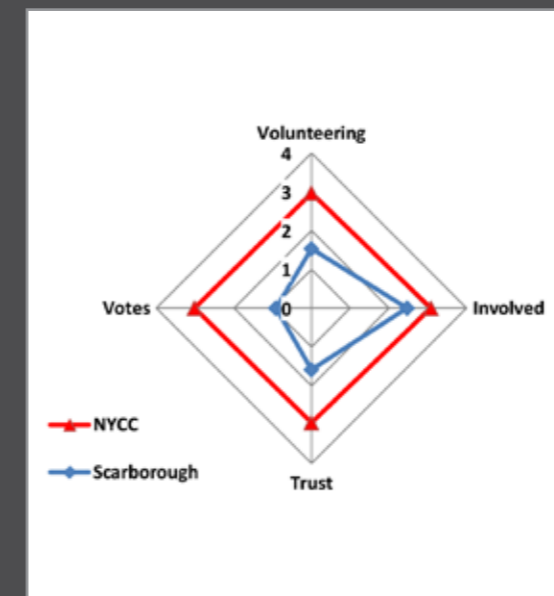 Volunteering
4
3
2
1
Votes 0 Involved
NYCC
Scarborough
Trust